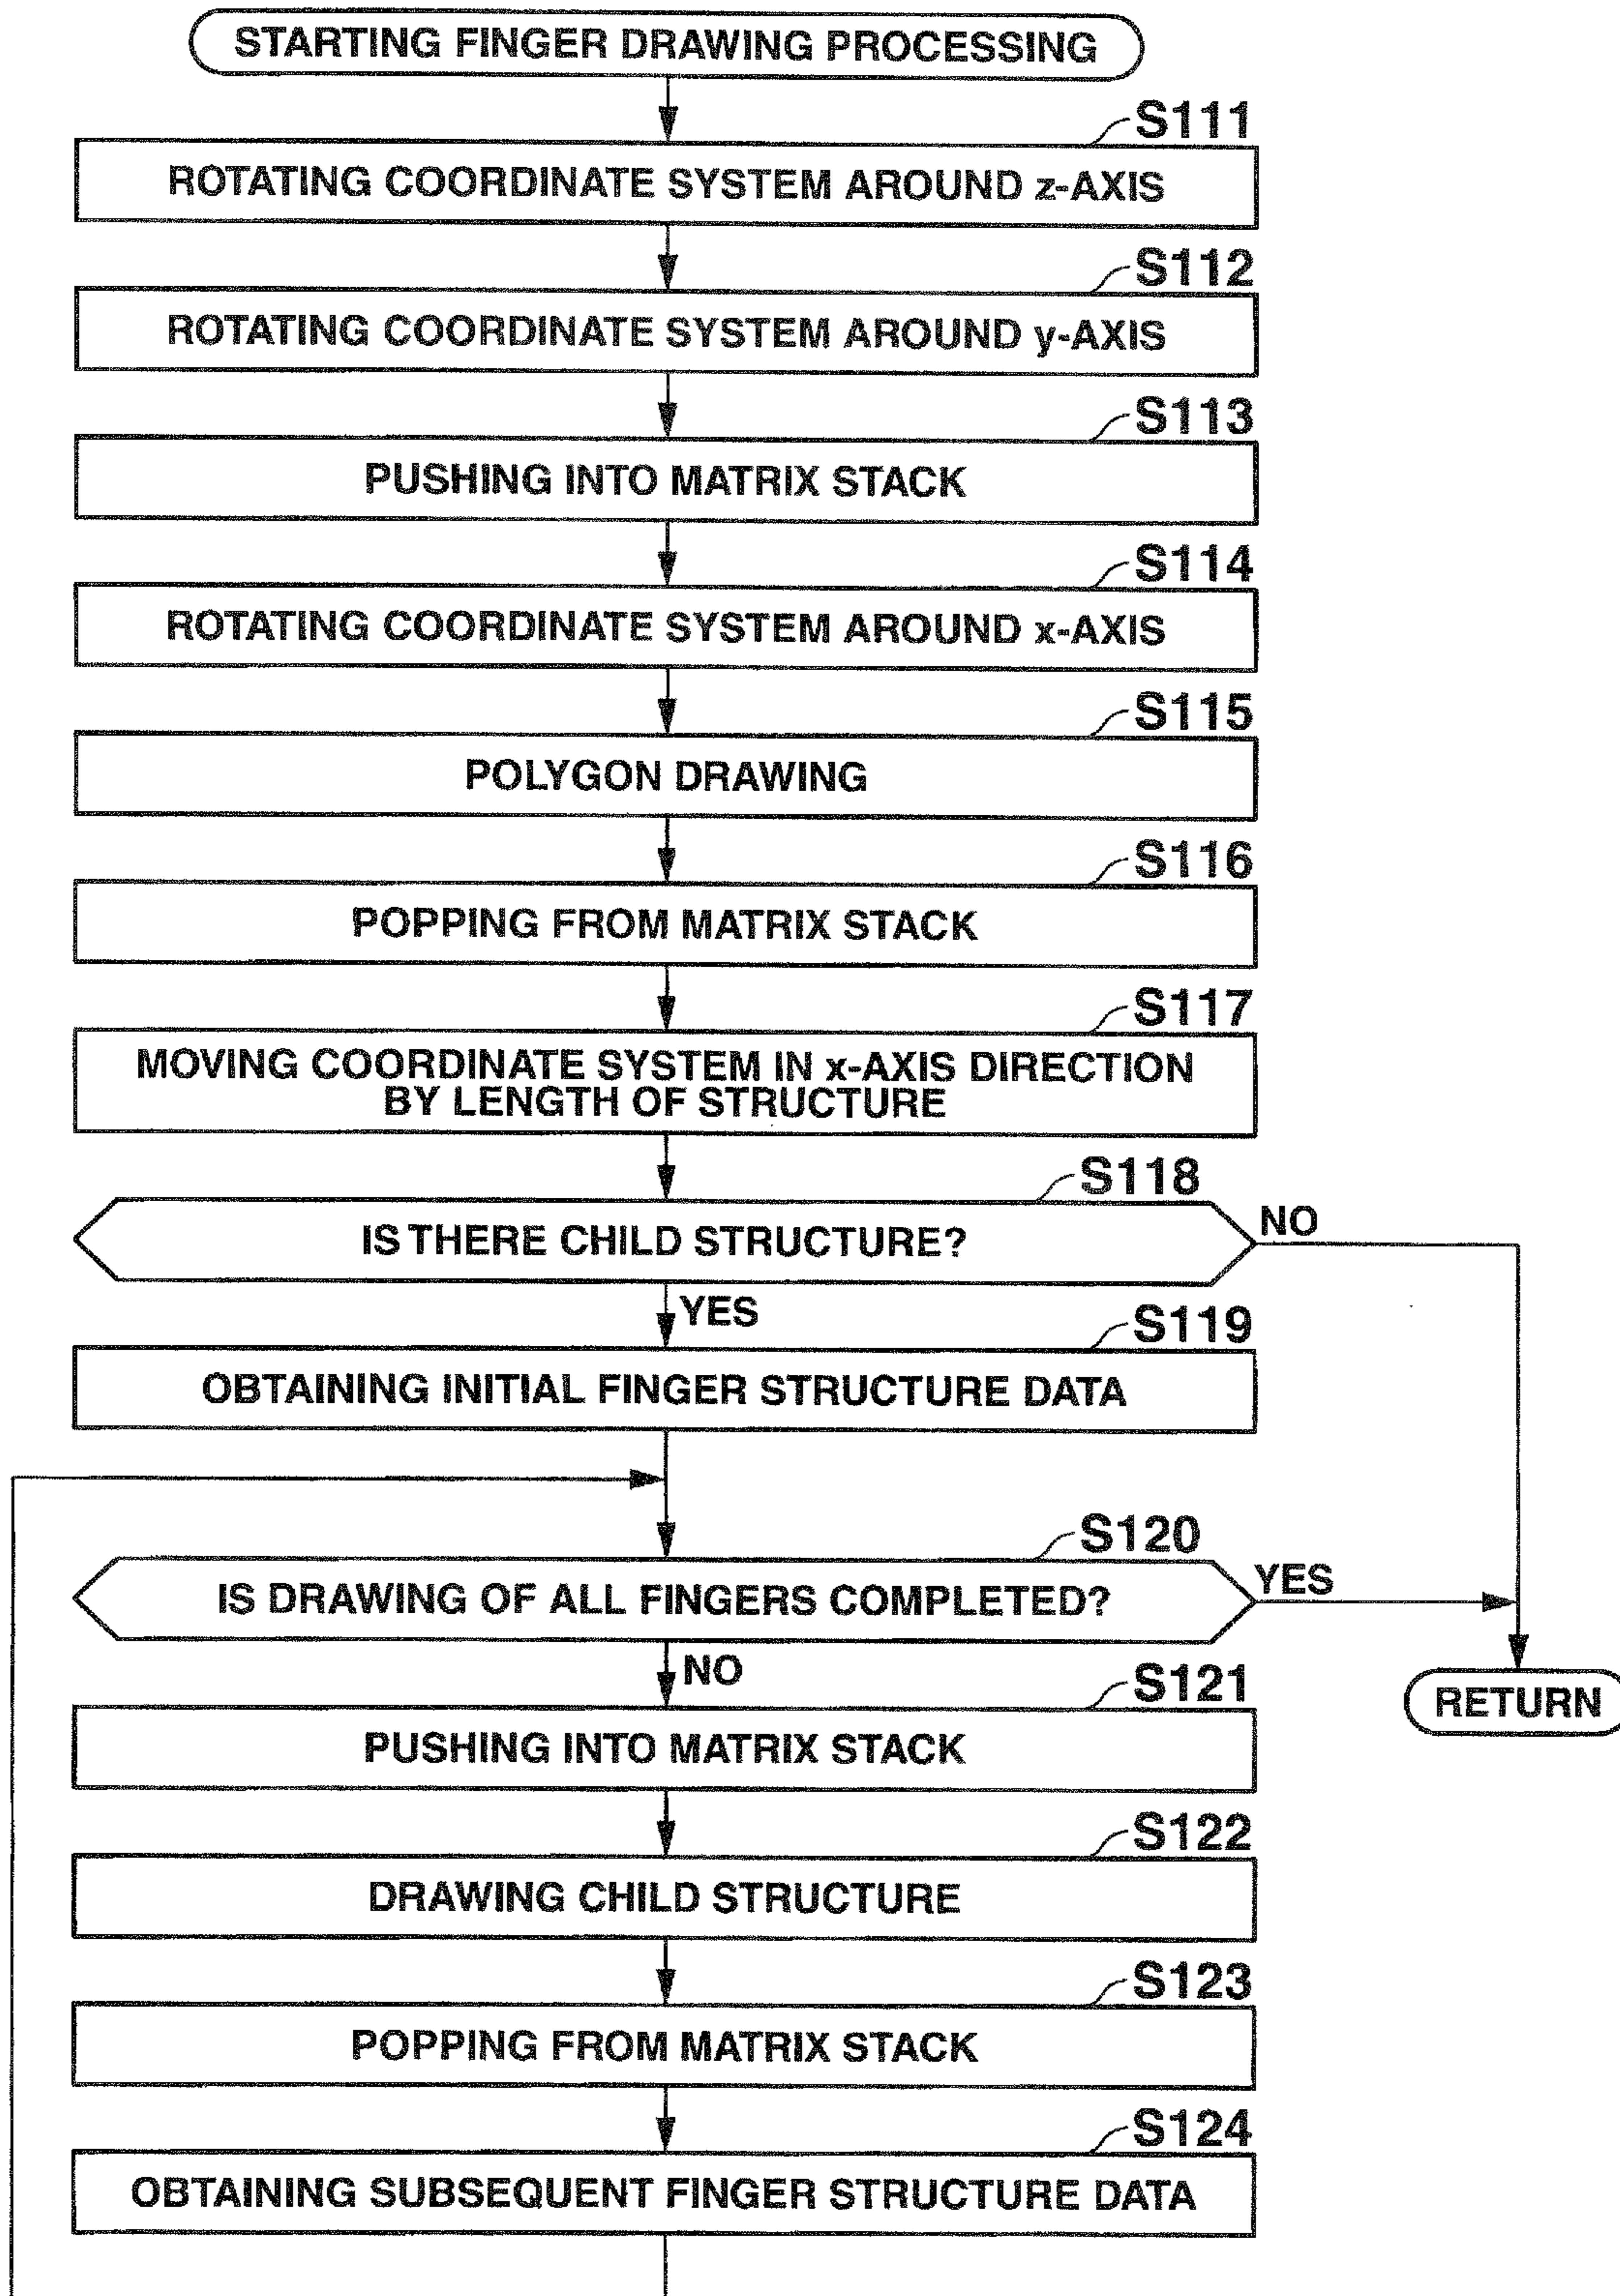 STARTING FINGER DRAWING PROCESSING
S111
ROTATING COORDINATE SYSTEM AROUND z-AXIS
S112
ROTATING COORDINATE SYSTEM AROUND y-AXIS
S113
PUSHING INTO MATRIX STACK
S114
ROTATING COORDINATE SYSTEM AROUND x-AXIS
S115
POLYGON DRAWING
S116
POPPING FROM MATRIX STACK
S117
MOVING COORDINATE SYSTEM IN x-AXIS DIRECTION
BY LENGTH OF STRUCTURE
S118
IS THERE CHILD STRUCTURE?
NO
YES
S119
OBTAINING INITIAL FINGER STRUCTURE DATA
S120
IS DRAWING OF ALL FINGERS COMPLETED?
YES
NO
S121
RETURN
PUSHING INTO MATRIX STACK
S122
DRAWING CHILD STRUCTURE
S123
POPPING FROM MATRIX STACK
S124
OBTAINING SUBSEQUENT FINGER STRUCTURE DATA